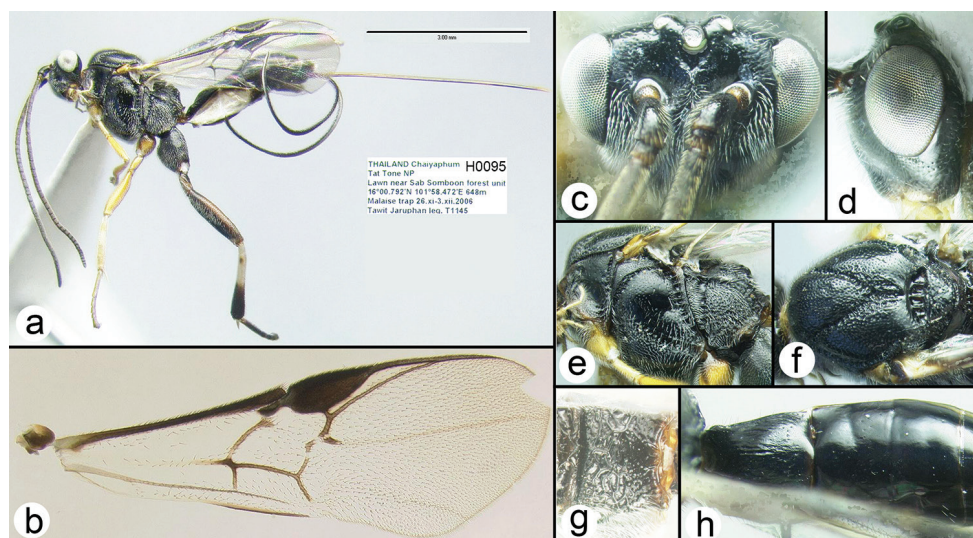 3.00 mm
THAILAND Chaiyaphum H0095
Tat Tone NP
Lawn near Sab Somboon forest unit
16°00.792'N 101°58.472'E 648m
Malaise trap 26.xi-3.xii.2006
Tawit Jaruphan leg. T1145
a
b
c
d
e
f
g
h